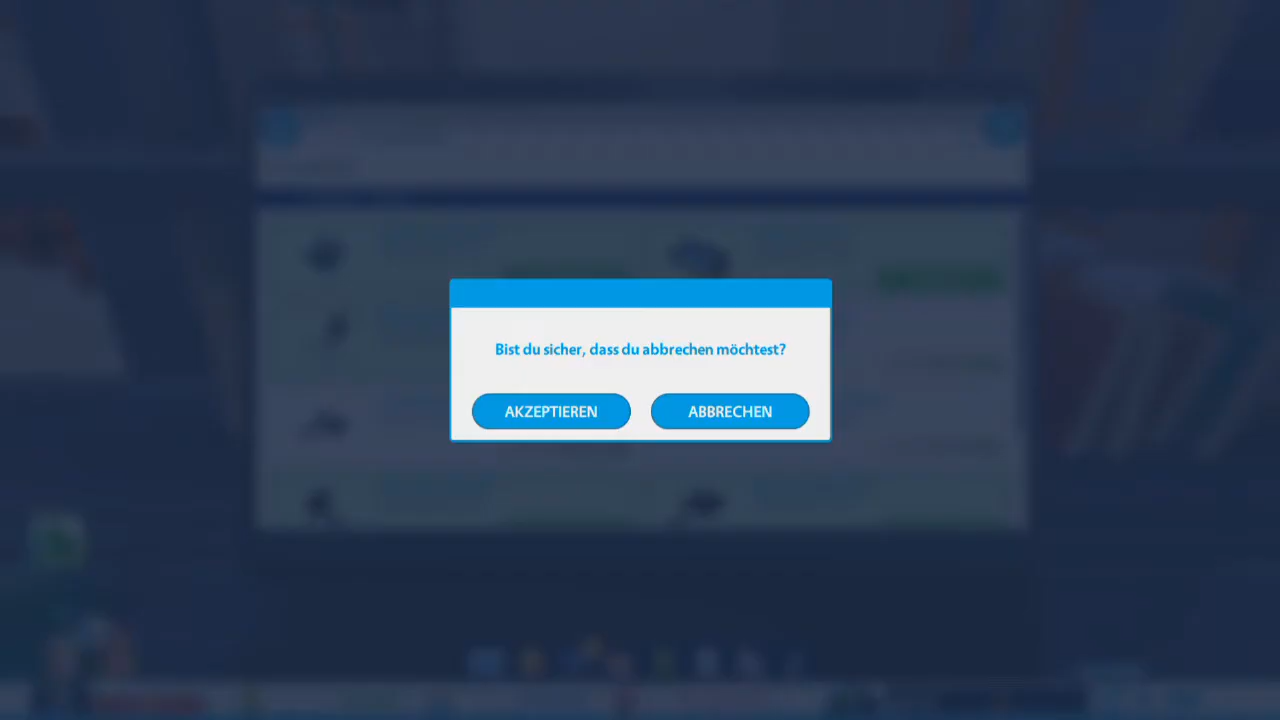 Bist du sicher, dass du abbrechen möchtest?
AKZEPTIEREN
ABBRECHEN